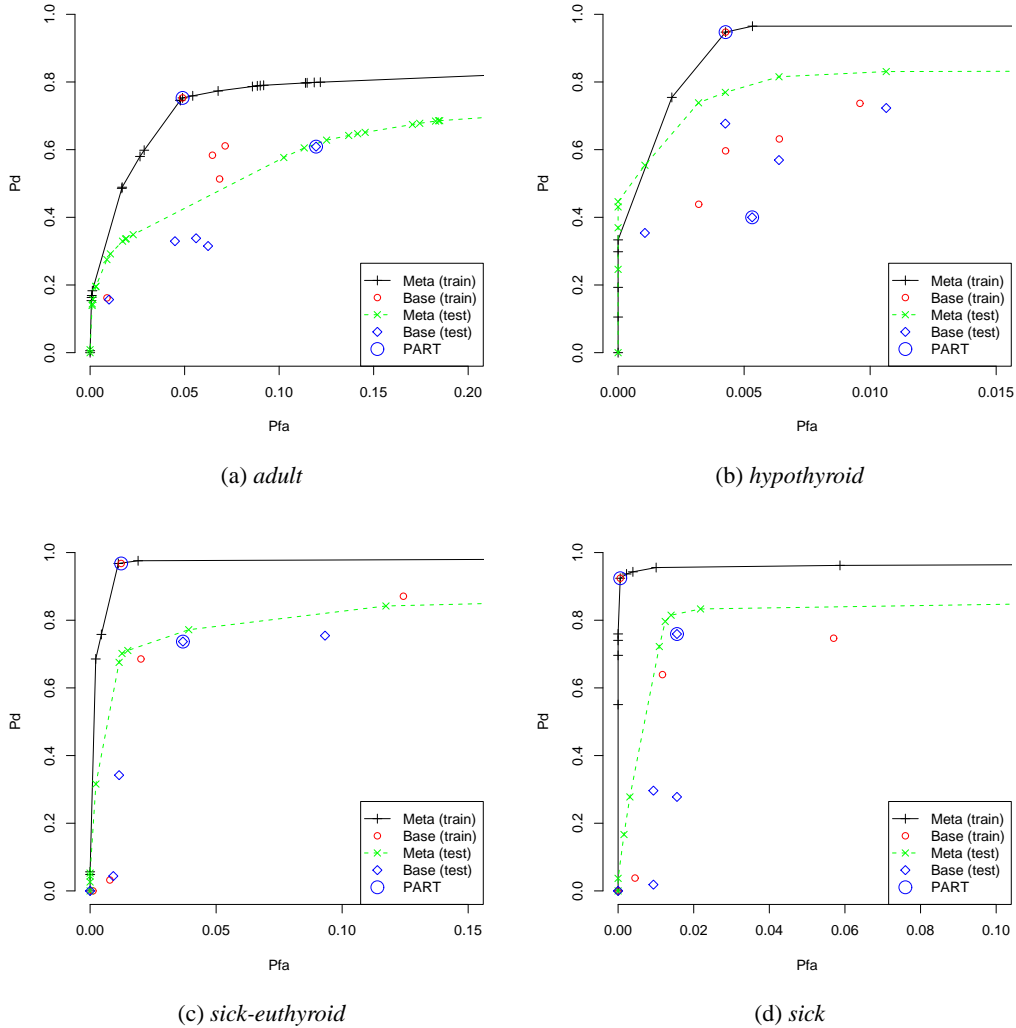 1.0
0.8
0.6
0.4
0.2
0.0
Pd
0.00 0.05 0.10 0.15 0.20
Pfa
Meta (train)
Base (train)
Meta (test)
Base (test)
PART
(a) adult
1.0
0.8
0.6
0.4
0.2
0.0
Pd
0.000 0.005 0.010 0.015
Pfa
Meta (train)
Base (train)
Meta (test)
Base (test)
PART
(b) hypothyroid
1.0
0.8
0.6
0.4
0.2
0.0
Pd
0.00 0.05 0.10 0.15
Pfa
Meta (train)
Base (train)
Meta (test)
Base (test)
PART
(c) sick-euthyroid
1.0
0.8
0.6
0.4
0.2
0.0
Pd
0.00 0.02 0.04 0.06 0.08 0.10
Pfa
Meta (train)
Base (train)
Meta (test)
Base (test)
PART
(d) sick